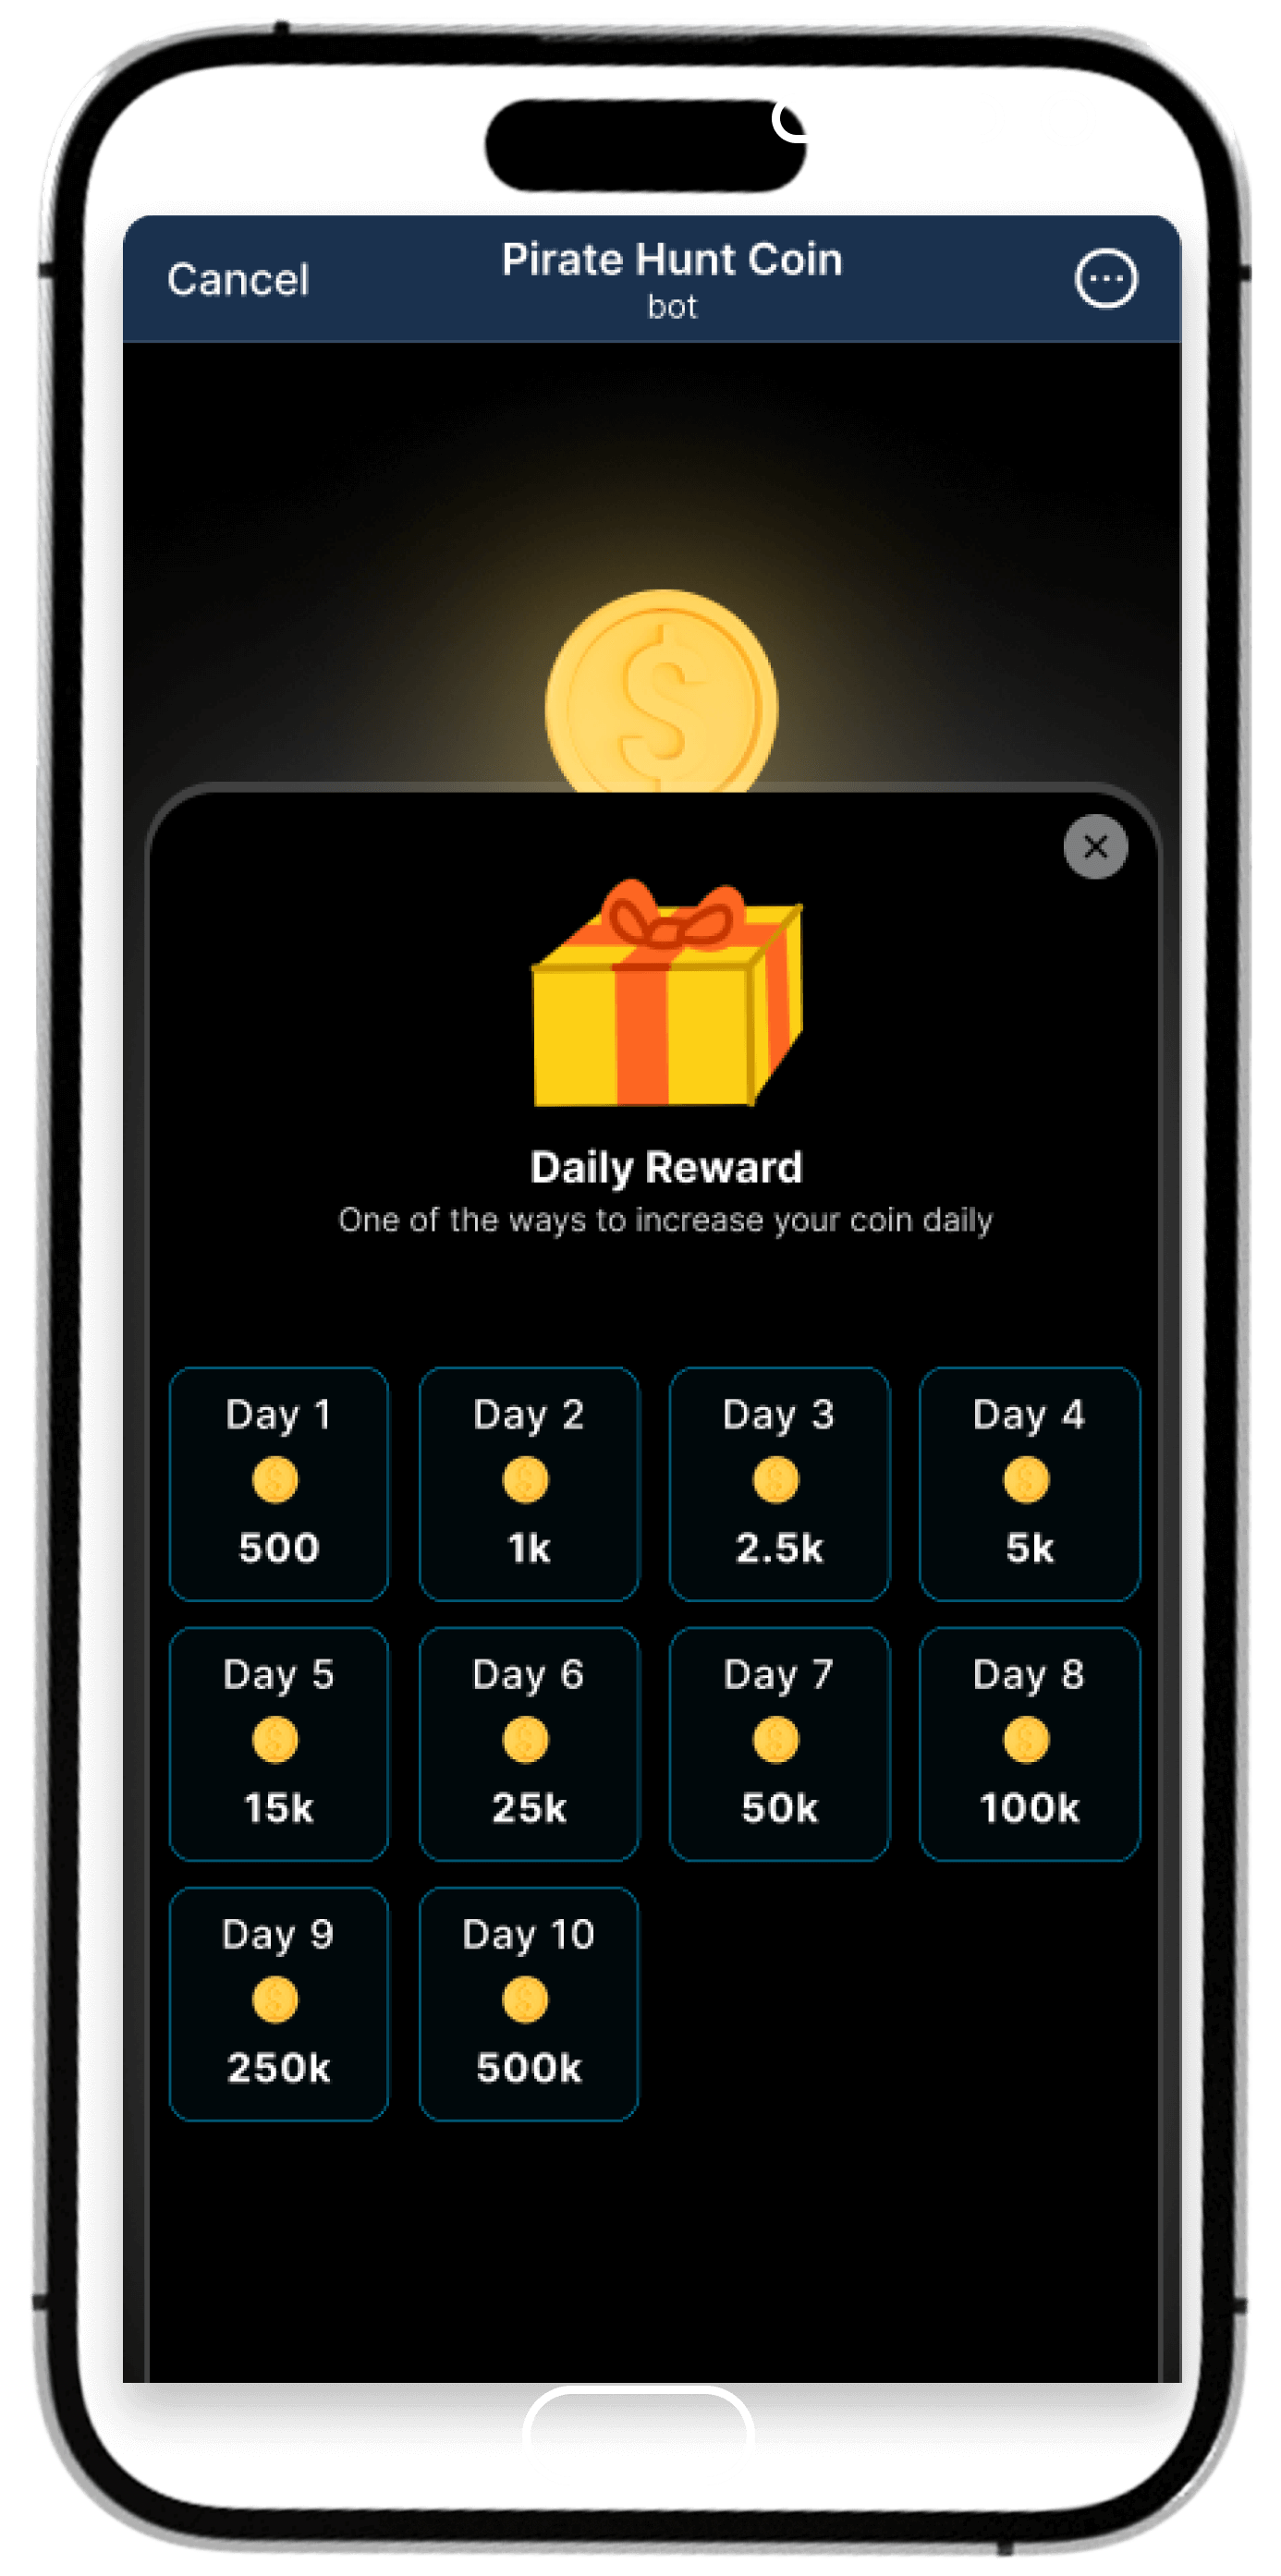 Cancel
Pirate Hunt Coin
bot
Daily Reward
One of the ways to increase your coin daily
Day 1
500
Day 2
1k
Day 3
2.5k
Day 4
5k
Day 5
15k
Day 6
25k
Day 7
50k
Day 8
100k
Day 9
250k
Day 10
500k